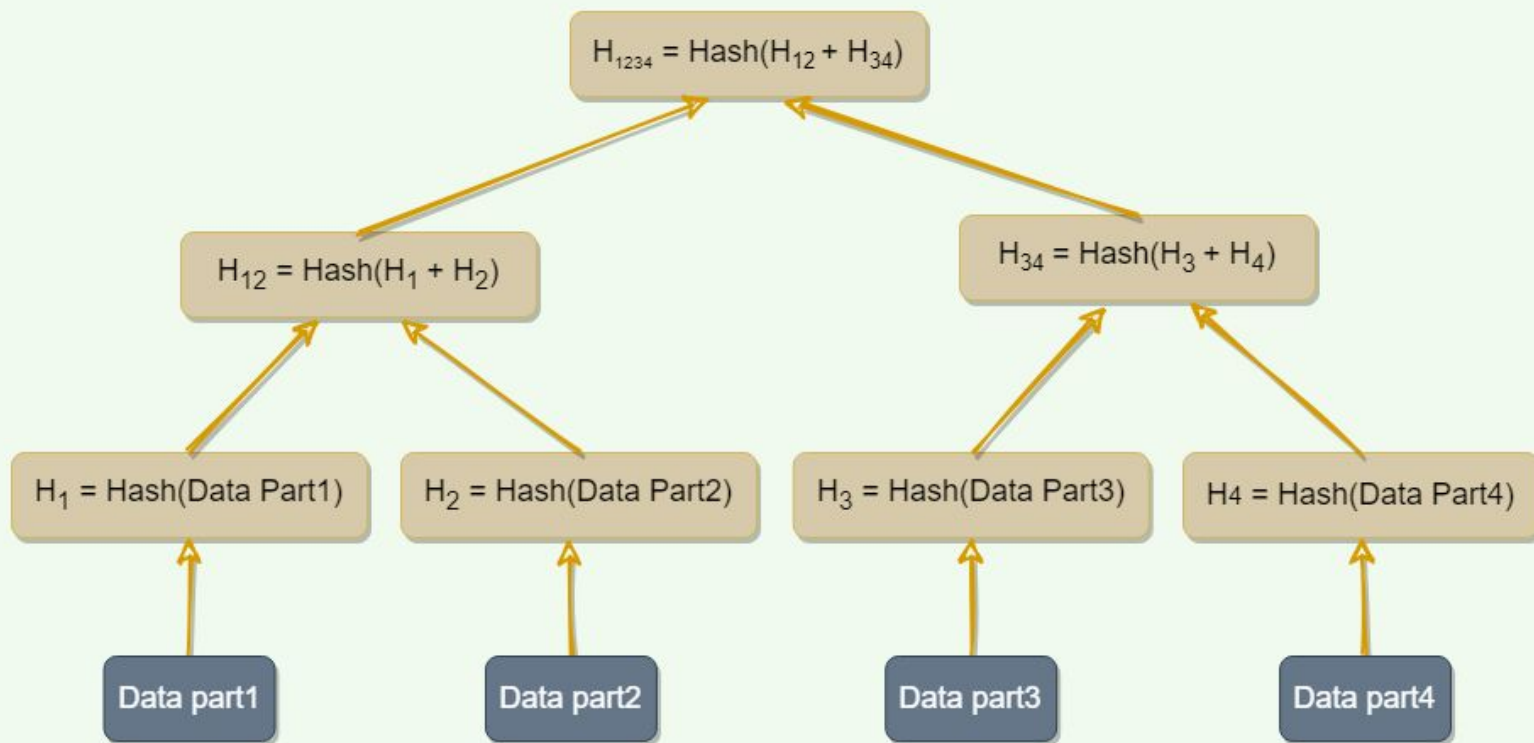 H₁₂₃₄ = Hash(H₁₂ + H₃₄)
H₁₂ = Hash(H₁ + H₂)
H₃₄ = Hash(H₃ + H₄)
H₁ = Hash(Data Part1)
H₂ = Hash(Data Part2)
H₃ = Hash(Data Part3)
H4 = Hash(Data Part4)
Data part1
Data part2
Data part3
Data part4